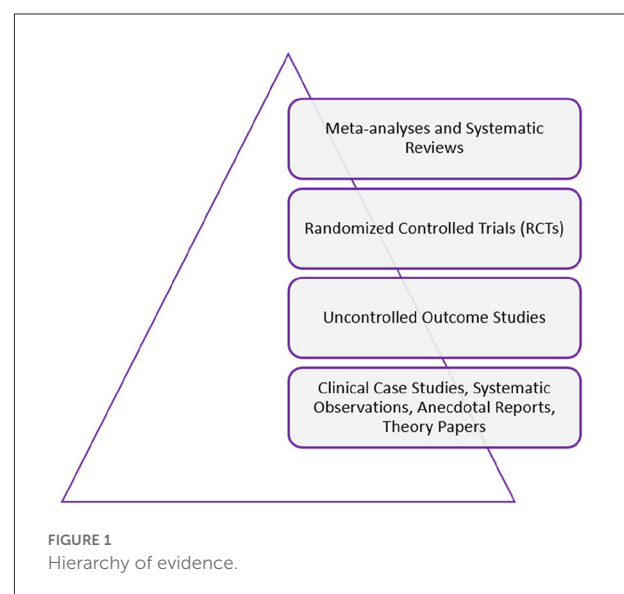 Meta-analyses and Systematic
Reviews
Randomized Controlled Trials (RCTs)
Uncontrolled Outcome Studies
Clinical Case Studies, Systematic
Observations, Anecdotal Reports,
Theory Papers
FIGURE 1
Hierarchy of evidence.